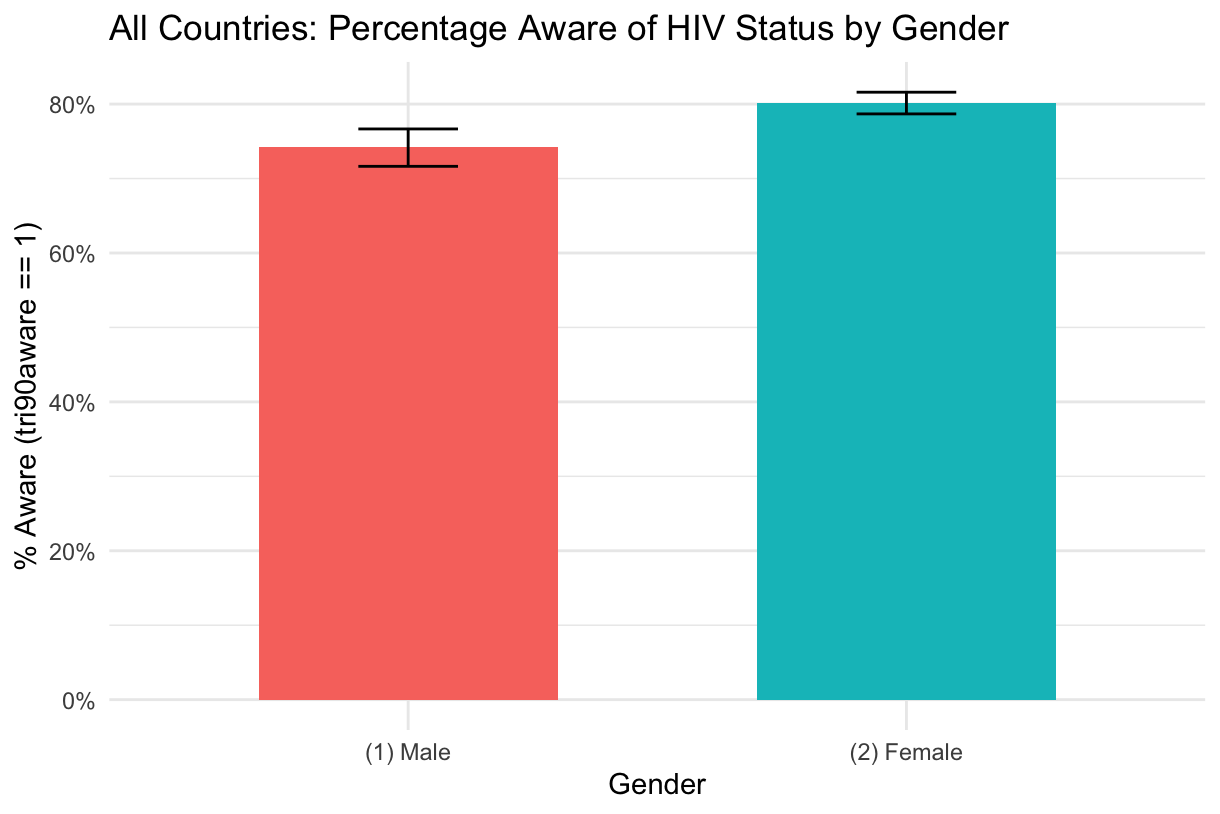 All Countries: Percentage Aware of HIV Status by Gender
% Aware (tri90aware == 1)
80%
60%
40%
20%
0%
(1) Male
(2) Female
Gender